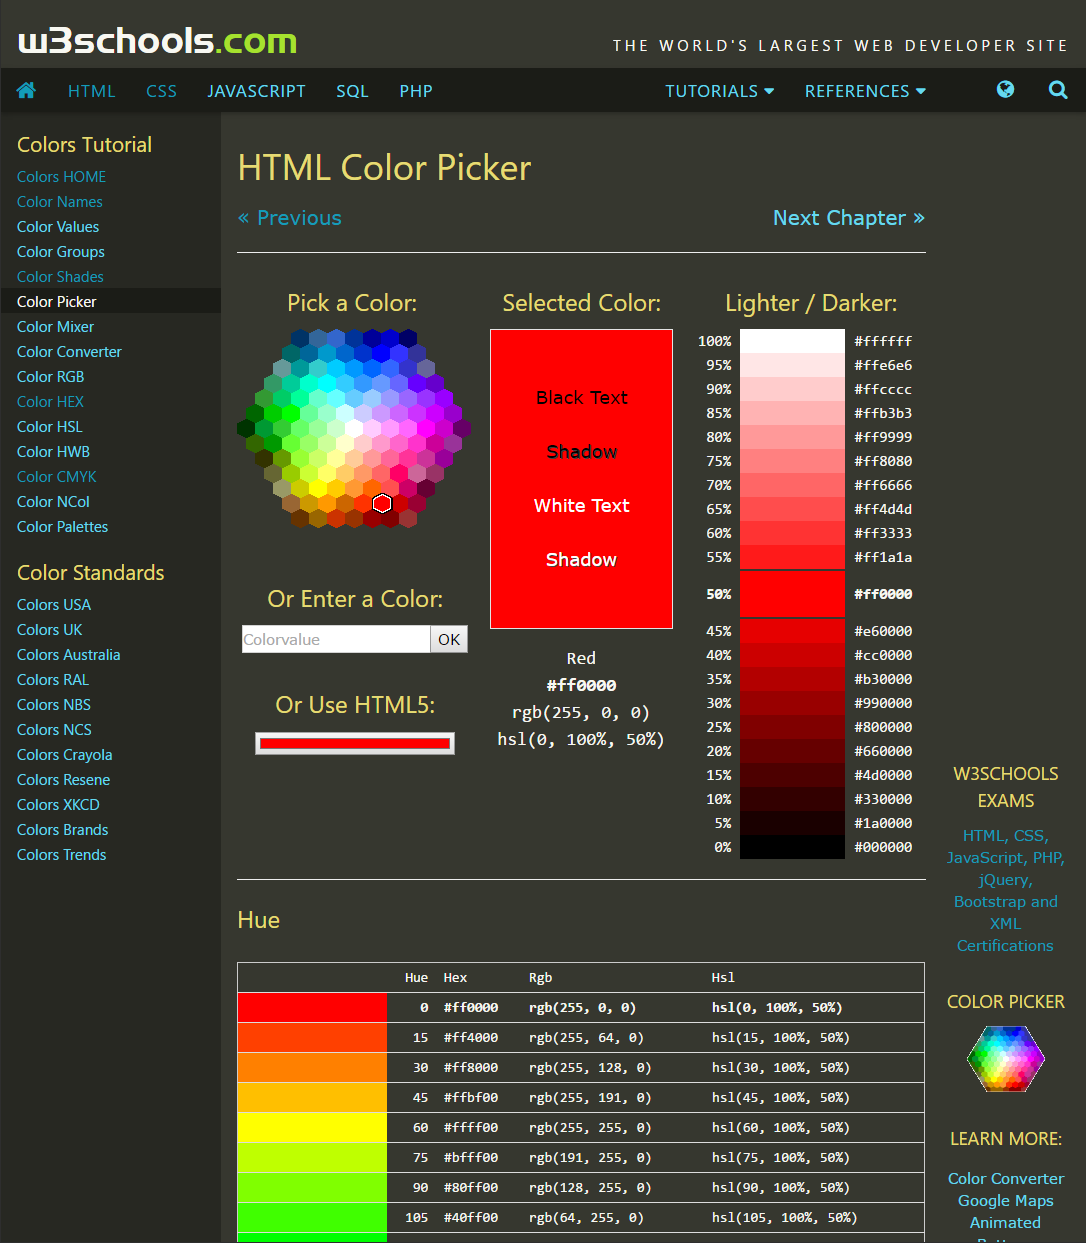 w3schools.com
THE WORLD'S LARGEST WEB DEVELOPER SITE
HTML CSS JAVASCRIPT SQL PHP TUTORIALS REFERENCES
Colors Tutorial
Colors HOME
Color Names
Color Values
Color Groups
Color Shades
Color Picker
Color Mixer
Color Converter
Color RGB
Color HEX
Color HSL
Color HWB
Color CMYK
Color NCol
Color Palettes
Color Standards
Colors USA
Colors UK
Colors Australia
Colors RAL
Colors NBS
Colors NCS
Colors Crayola
Colors Resene
Colors XKCD
Colors Brands
Colors Trends
HTML Color Picker
« Previous
Next Chapter »
Pick a Color:
Or Enter a Color:
Colorvalue OK
Or Use HTML5:
Selected Color:
Black Text
Shadow
White Text
Shadow
Red
#ff0000
rgb(255, 0, 0)
hsl(0, 100%, 50%)
Lighter / Darker:
100% #ffffff
95% #ffe6e6
90% #ffcccc
85% #ffb3b3
80% #ff9999
75% #ff8080
70% #ff6666
65% #ff4d4d
60% #ff3333
55% #ff1a1a
50% #ff0000
45% #e60000
40% #cc0000
35% #b30000
30% #990000
25% #800000
20% #660000
15% #4d0000
10% #330000
5% #1a0000
0% #000000
Hue
Hue Hex Rgb Hsl
0 #ff0000 rgb(255, 0, 0) hsl(0, 100%, 50%)
15 #ff4000 rgb(255, 64, 0) hsl(15, 100%, 50%)
30 #ff8000 rgb(255, 128, 0) hsl(30, 100%, 50%)
45 #ffbf00 rgb(255, 191, 0) hsl(45, 100%, 50%)
60 #ffff00 rgb(255, 255, 0) hsl(60, 100%, 50%)
75 #bfff00 rgb(191, 255, 0) hsl(75, 100%, 50%)
90 #80ff00 rgb(128, 255, 0) hsl(90, 100%, 50%)
105 #40ff00 rgb(64, 255, 0) hsl(105, 100%, 50%)
W3SCHOOLS
EXAMS
HTML, CSS,
JavaScript, PHP,
jQuery,
Bootstrap and
XML
Certifications
COLOR PICKER
LEARN MORE:
Color Converter
Google Maps
Animated